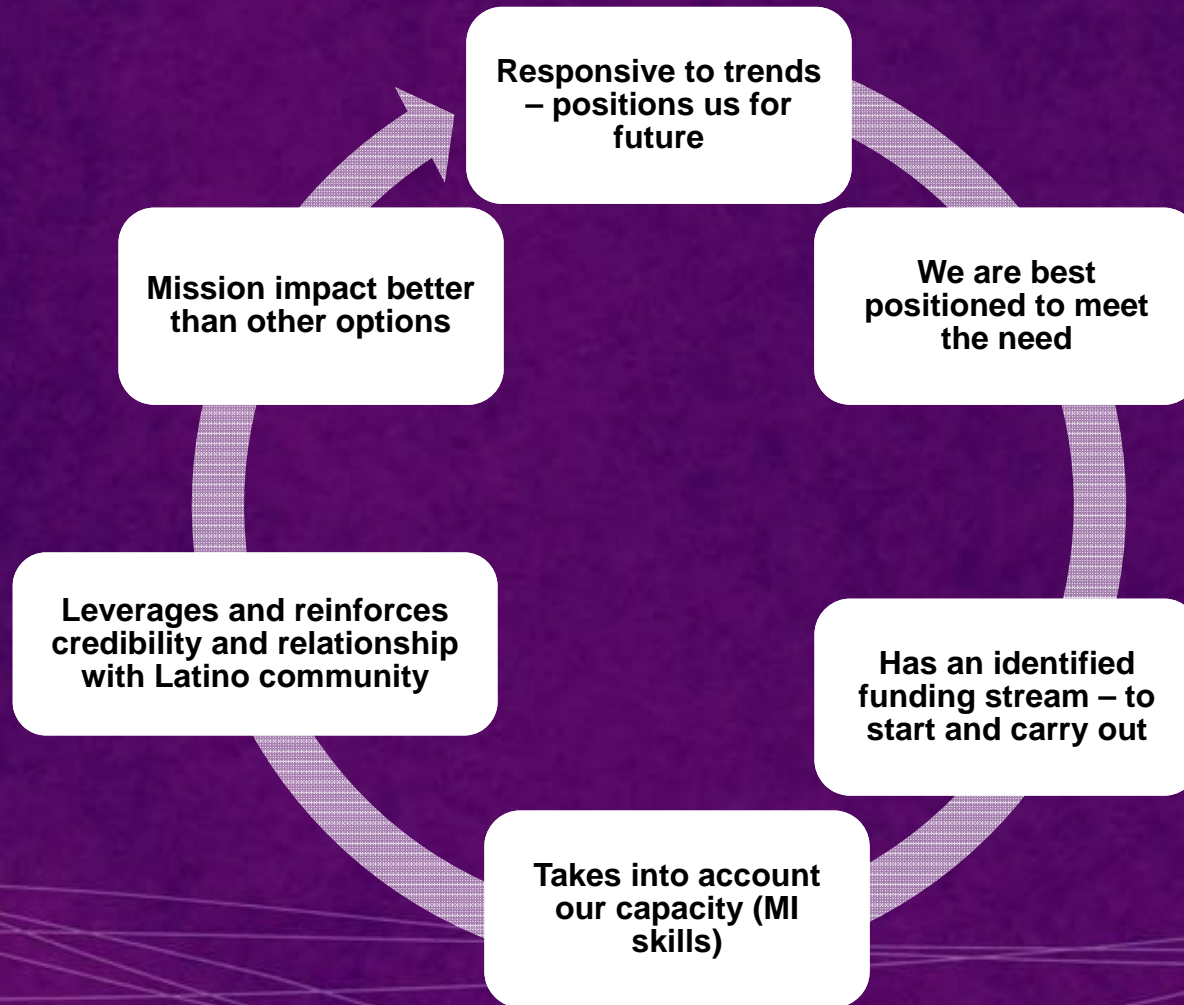 Responsive to trends
– positions us for
future
We are best
positioned to meet
the need
Has an identified
funding stream – to
start and carry out
Takes into account
our capacity (MI
skills)
Leverages and reinforces
credibility and relationship
with Latino community
Mission impact better
than other options